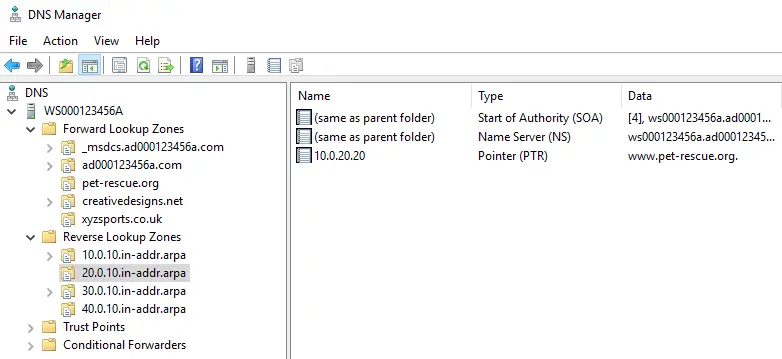 DNS Manager
File Action View Help
DNS
WS000123456A
Forward Lookup Zones
_msdcs.ad000123456a.com
ad000123456a.com
pet-rescue.org
creativedesigns.net
xyzsports.co.uk
Reverse Lookup Zones
10.0.10.in-addr.arpa
20.0.10.in-addr.arpa
30.0.10.in-addr.arpa
40.0.10.in-addr.arpa
Trust Points
Conditional Forwarders
Name Type Data
(same as parent folder) Start of Authority (SOA) [4], ws000123456a.ad0001...
(same as parent folder) Name Server (NS) ws000123456a.ad00012345...
10.0.20.20 Pointer (PTR) www.pet-rescue.org.